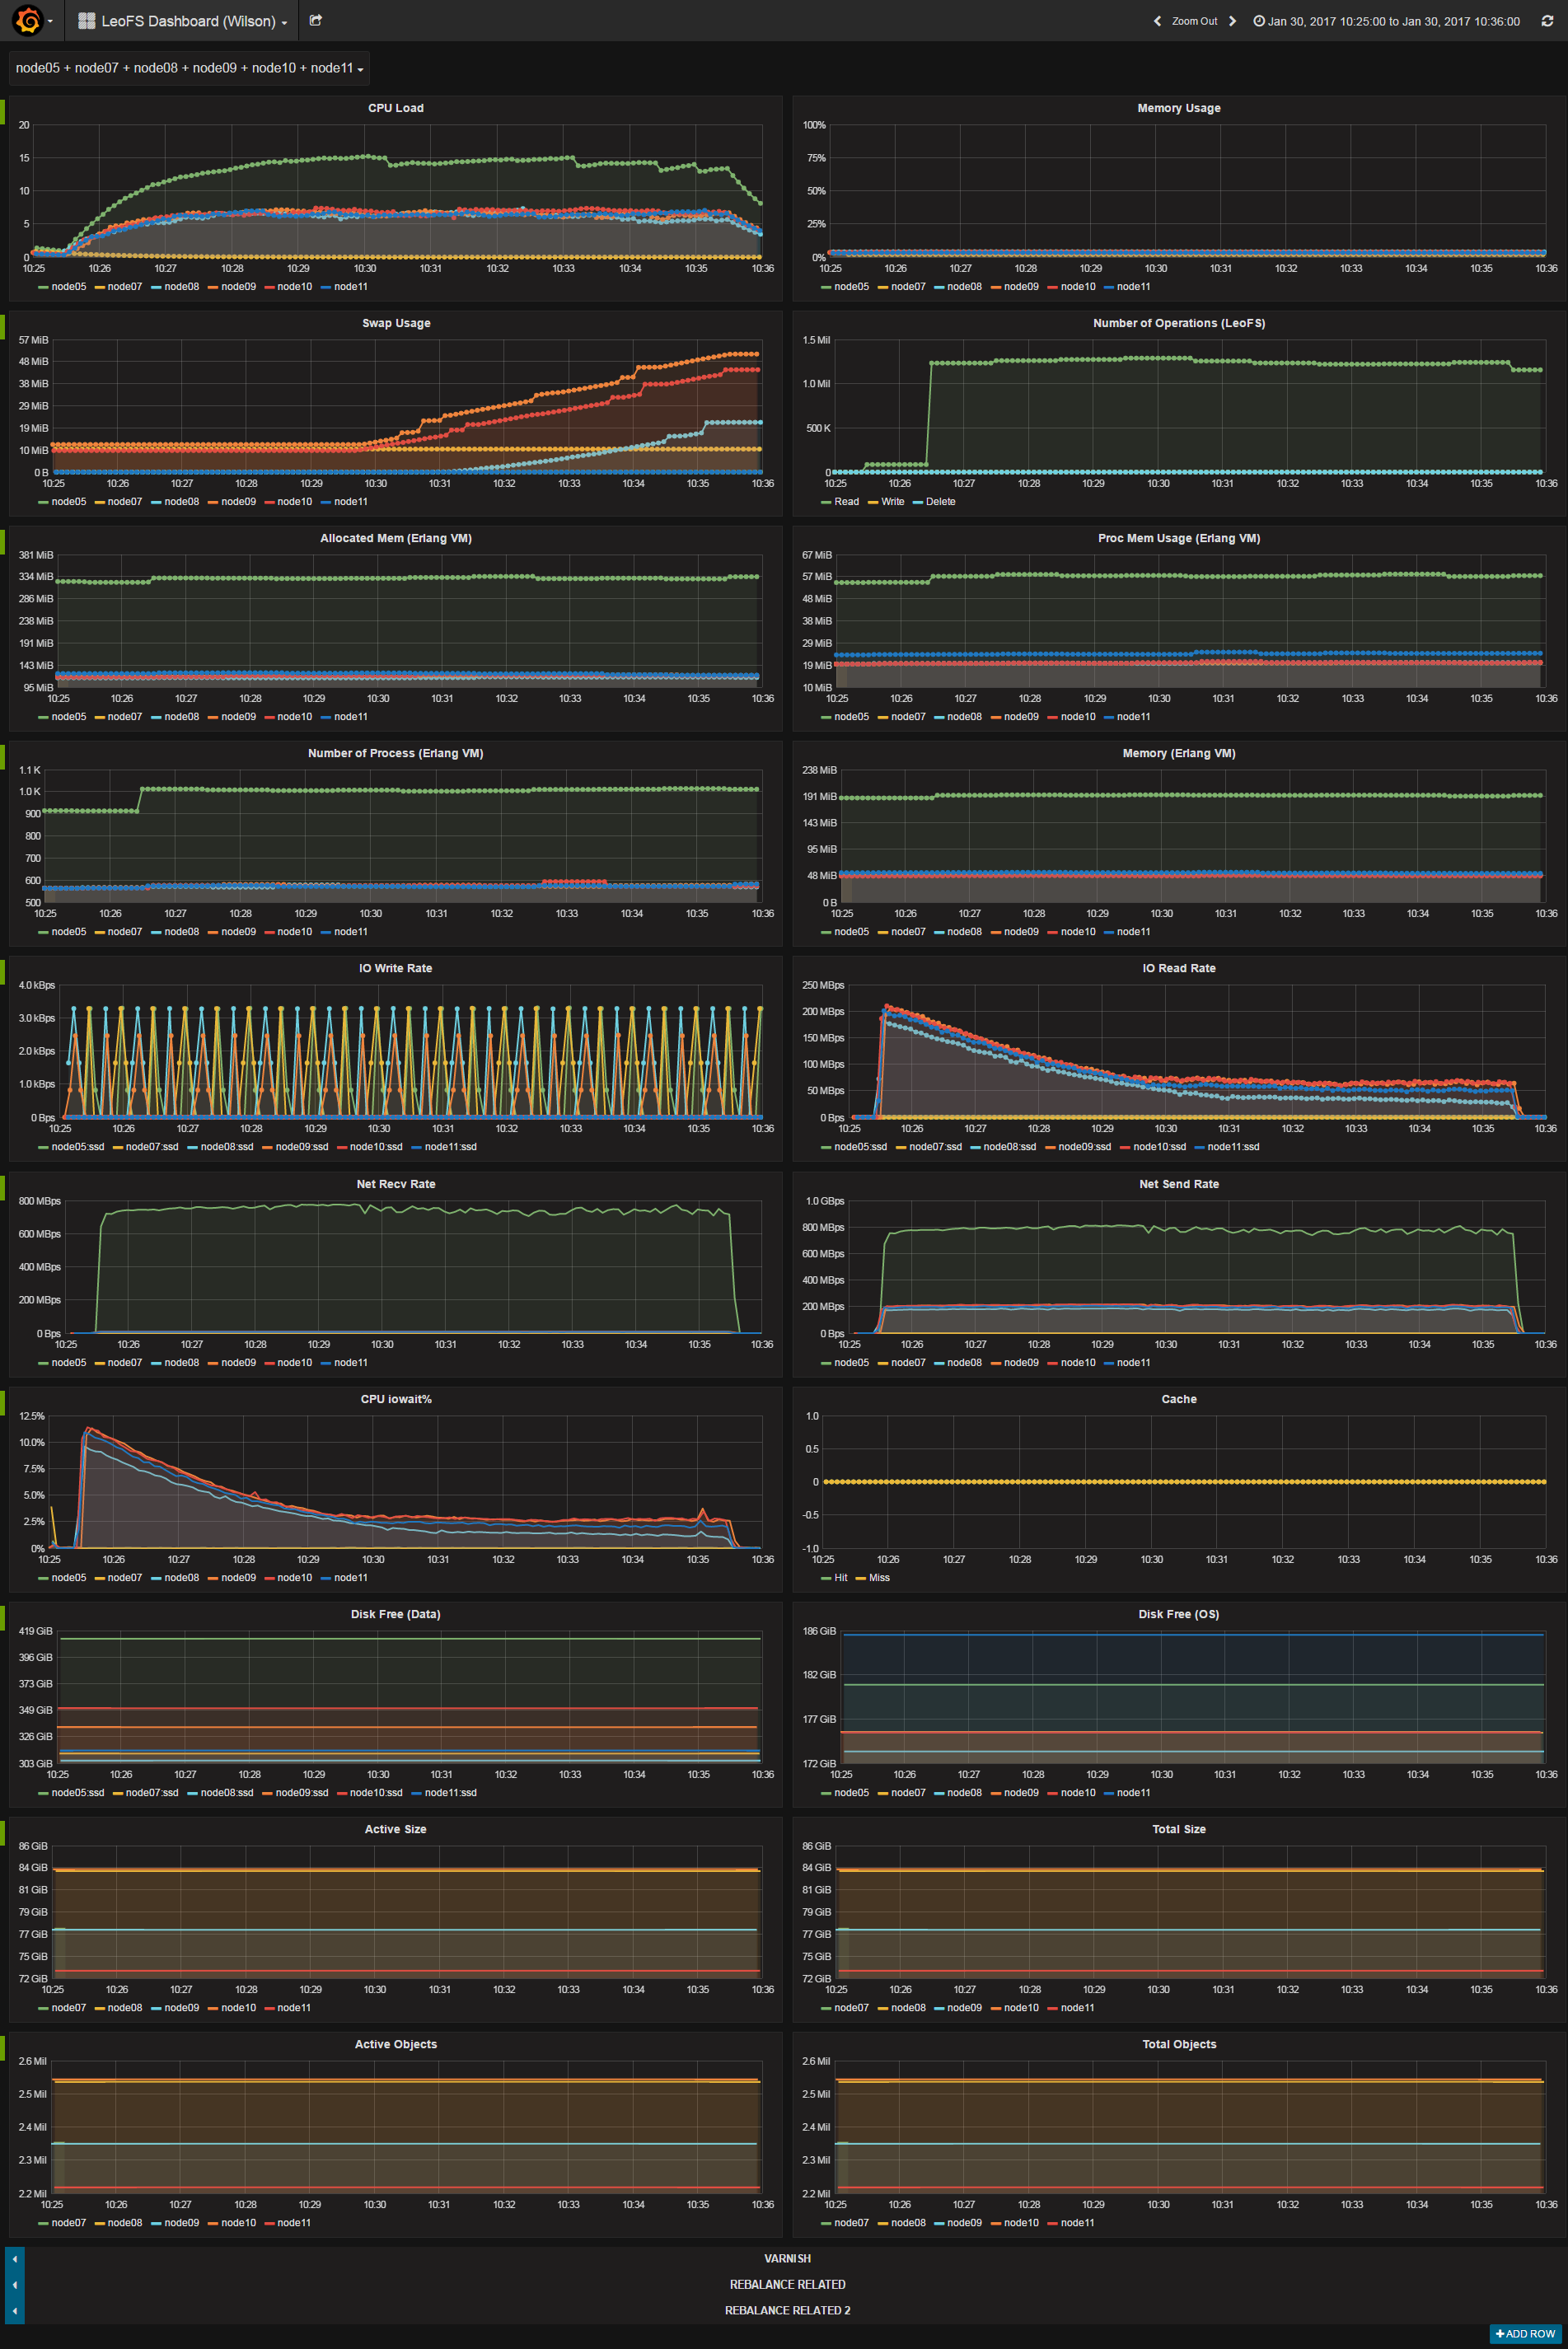 LeoFS Dashboard (Wilson)
Zoom Out
Jan 30, 2017 10:25:00 to Jan 30, 2017 10:36:00
node05 + node07 + node08 + node09 + node10 + node11
CPU Load
20
15
10
5
0
10:25 10:26 10:27 10:28 10:29 10:30 10:31 10:32 10:33 10:34 10:35 10:36
node05 node07 node08 node09 node10 node11
Memory Usage
100%
75%
50%
25%
0%
10:25 10:26 10:27 10:28 10:29 10:30 10:31 10:32 10:33 10:34 10:35 10:36
node05 node07 node08 node09 node10 node11
Swap Usage
57 MiB
48 MiB
38 MiB
29 MiB
19 MiB
10 MiB
0 B
10:25 10:26 10:27 10:28 10:29 10:30 10:31 10:32 10:33 10:34 10:35 10:36
node05 node07 node08 node09 node10 node11
Number of Operations (LeoFS)
1.5 Mil
1.0 Mil
500 K
0
10:25 10:26 10:27 10:28 10:29 10:30 10:31 10:32 10:33 10:34 10:35 10:36
Read Write Delete
Allocated Mem (Erlang VM)
381 MiB
334 MiB
286 MiB
238 MiB
191 MiB
143 MiB
95 MiB
10:25 10:26 10:27 10:28 10:29 10:30 10:31 10:32 10:33 10:34 10:35 10:36
node05 node07 node08 node09 node10 node11
Proc Mem Usage (Erlang VM)
67 MiB
57 MiB
48 MiB
38 MiB
29 MiB
19 MiB
10 MiB
10:25 10:26 10:27 10:28 10:29 10:30 10:31 10:32 10:33 10:34 10:35 10:36
node05 node07 node08 node09 node10 node11
Number of Process (Erlang VM)
1.1 K
1.0 K
900
800
700
600
500
10:25 10:26 10:27 10:28 10:29 10:30 10:31 10:32 10:33 10:34 10:35 10:36
node05 node07 node08 node09 node10 node11
Memory (Erlang VM)
238 MiB
191 MiB
143 MiB
95 MiB
48 MiB
0 B
10:25 10:26 10:27 10:28 10:29 10:30 10:31 10:32 10:33 10:34 10:35 10:36
node05 node07 node08 node09 node10 node11
IO Write Rate
4.0 kBps
3.0 kBps
2.0 kBps
1.0 kBps
0 Bps
10:25 10:26 10:27 10:28 10:29 10:30 10:31 10:32 10:33 10:34 10:35 10:36
node05:ssd node07:ssd node08:ssd node09:ssd node10:ssd node11:ssd
IO Read Rate
250 MBps
200 MBps
150 MBps
100 MBps
50 MBps
0 Bps
10:25 10:26 10:27 10:28 10:29 10:30 10:31 10:32 10:33 10:34 10:35 10:36
node05:ssd node07:ssd node08:ssd node09:ssd node10:ssd node11:ssd
Net Recv Rate
800 MBps
600 MBps
400 MBps
200 MBps
0 Bps
10:25 10:26 10:27 10:28 10:29 10:30 10:31 10:32 10:33 10:34 10:35 10:36
node05 node07 node08 node09 node10 node11
Net Send Rate
1.0 GBps
800 MBps
600 MBps
400 MBps
200 MBps
0 Bps
10:25 10:26 10:27 10:28 10:29 10:30 10:31 10:32 10:33 10:34 10:35 10:36
node05 node07 node08 node09 node10 node11
CPU iowait%
12.5%
10.0%
7.5%
5.0%
2.5%
0%
10:25 10:26 10:27 10:28 10:29 10:30 10:31 10:32 10:33 10:34 10:35 10:36
node05 node07 node08 node09 node10 node11
Cache
1.0
0.5
0
-0.5
-1.0
10:25 10:26 10:27 10:28 10:29 10:30 10:31 10:32 10:33 10:34 10:35 10:36
Hit Miss
Disk Free (Data)
419 GiB
396 GiB
373 GiB
349 GiB
326 GiB
303 GiB
10:25 10:26 10:27 10:28 10:29 10:30 10:31 10:32 10:33 10:34 10:35 10:36
node05:ssd node07:ssd node08:ssd node09:ssd node10:ssd node11:ssd
Disk Free (OS)
186 GiB
182 GiB
177 GiB
172 GiB
10:25 10:26 10:27 10:28 10:29 10:30 10:31 10:32 10:33 10:34 10:35 10:36
node05 node07 node08 node09 node10 node11
Active Size
86 GiB
84 GiB
81 GiB
79 GiB
77 GiB
75 GiB
72 GiB
10:25 10:26 10:27 10:28 10:29 10:30 10:31 10:32 10:33 10:34 10:35 10:36
node07 node08 node09 node10 node11
Total Size
86 GiB
84 GiB
81 GiB
79 GiB
77 GiB
75 GiB
72 GiB
10:25 10:26 10:27 10:28 10:29 10:30 10:31 10:32 10:33 10:34 10:35 10:36
node07 node08 node09 node10 node11
Active Objects
2.6 Mil
2.5 Mil
2.4 Mil
2.3 Mil
2.2 Mil
10:25 10:26 10:27 10:28 10:29 10:30 10:31 10:32 10:33 10:34 10:35 10:36
node07 node08 node09 node10 node11
Total Objects
2.6 Mil
2.5 Mil
2.4 Mil
2.3 Mil
2.2 Mil
10:25 10:26 10:27 10:28 10:29 10:30 10:31 10:32 10:33 10:34 10:35 10:36
node07 node08 node09 node10 node11
VARNISH
REBALANCE RELATED
REBALANCE RELATED 2
+ ADD ROW